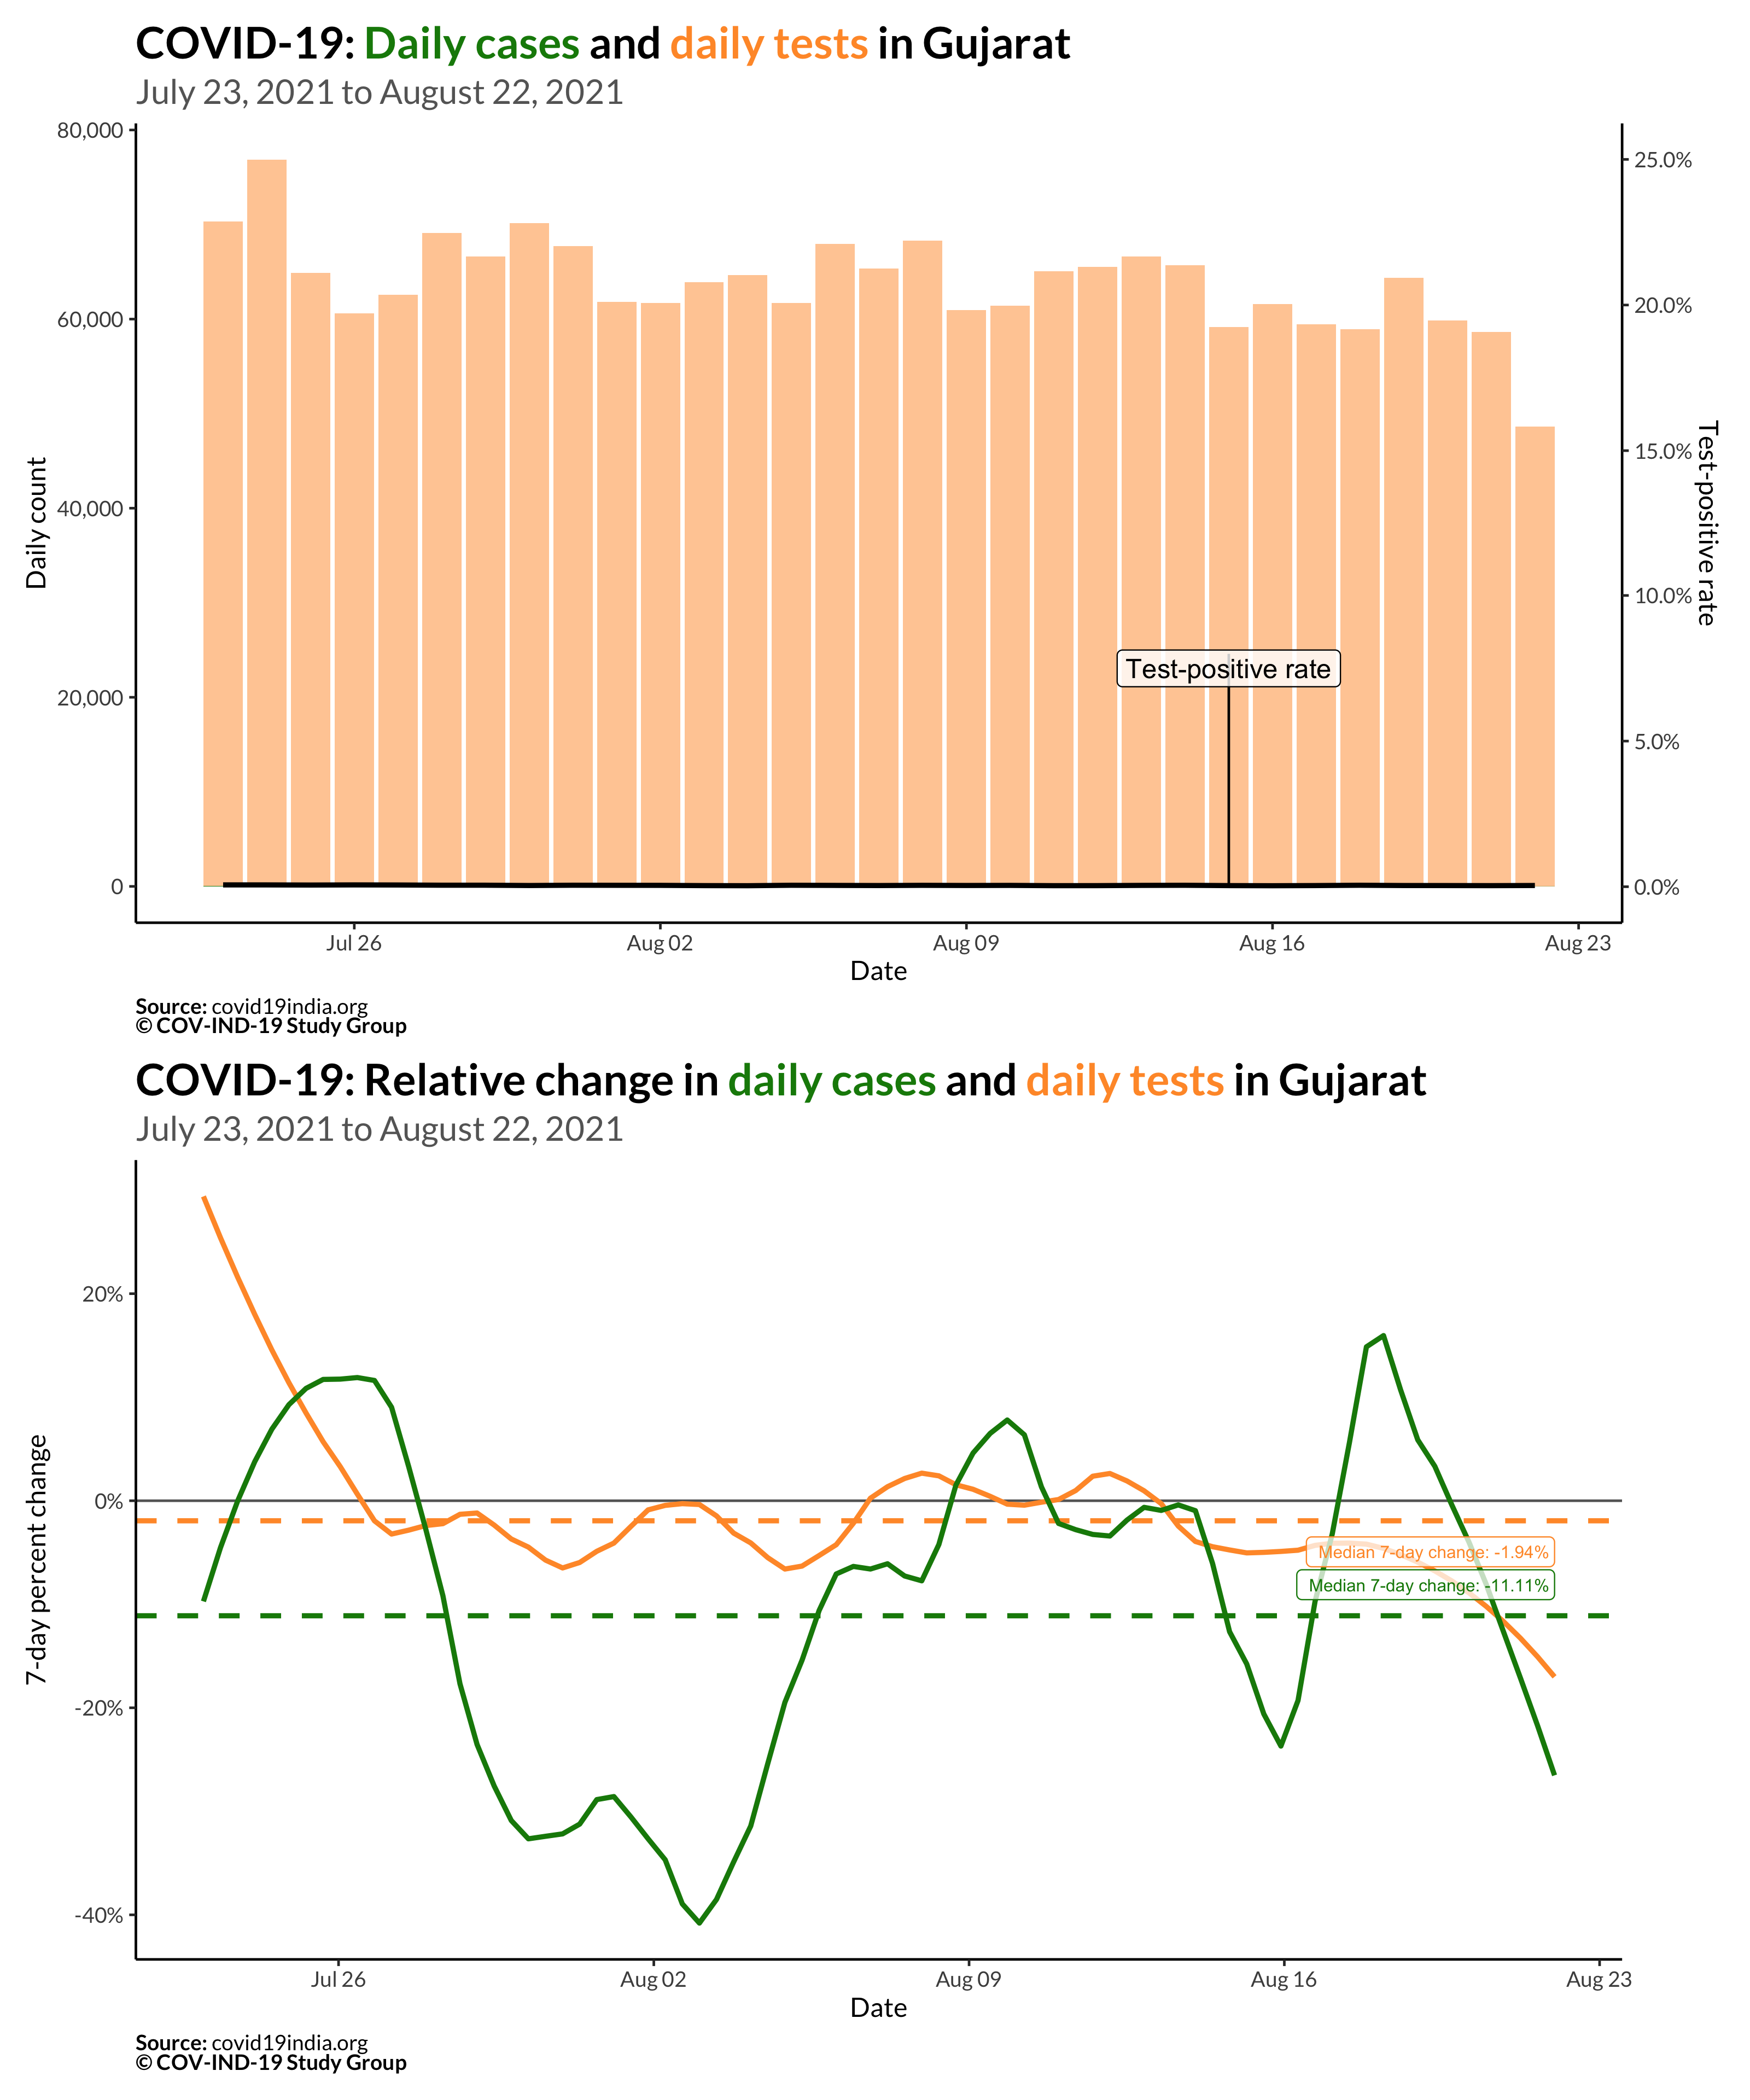 COVID-19: Daily cases and daily tests in Gujarat
July 23, 2021 to August 22, 2021
80,000
60,000
40,000
20,000
0
Daily count
25.0%
20.0%
15.0%
10.0%
5.0%
0.0%
Test-positive rate
Test-positive rate
Jul 26
Aug 02
Aug 09
Aug 16
Aug 23
Date
Source: covid19india.org
© COV-IND-19 Study Group
COVID-19: Relative change in daily cases and daily tests in Gujarat
July 23, 2021 to August 22, 2021
20%
0%
-20%
-40%
7-day percent change
Median 7-day change: -1.94%
Median 7-day change: -11.11%
Jul 26
Aug 02
Aug 09
Aug 16
Aug 23
Date
Source: covid19india.org
© COV-IND-19 Study Group